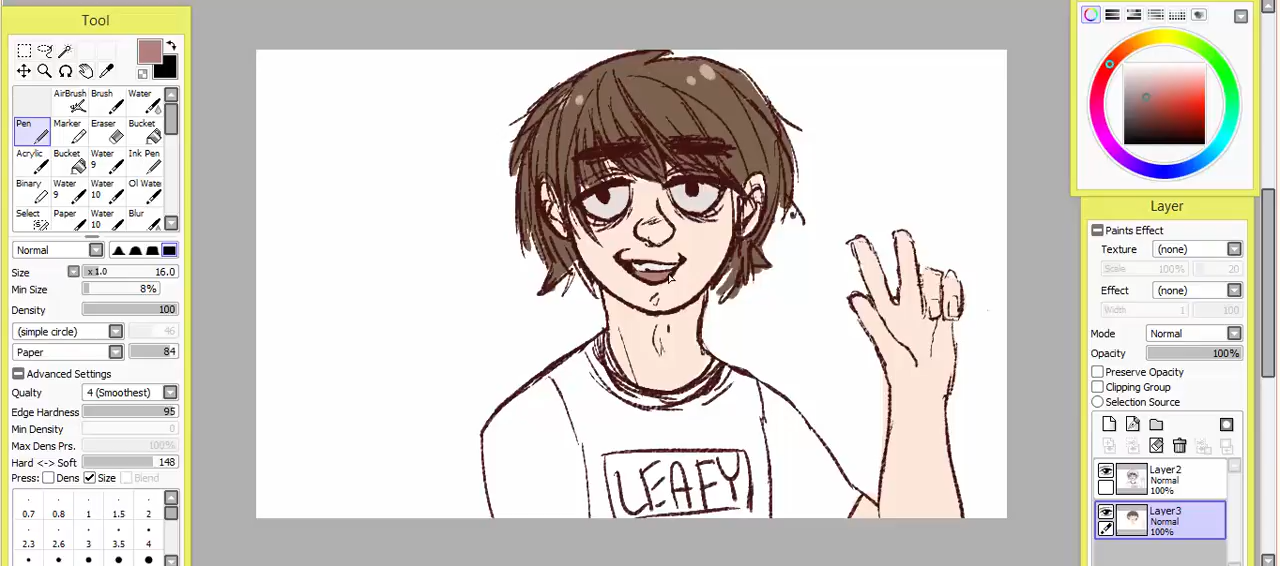 Tool
AirBrush Brush Water
Pen Marker Eraser Bucket
Acrylic Bucket Water 9 Ink Pen
Binary Water 9 Water 10 Oil Wate
Select Paper Water 10 Blur
Normal
Size x 1.0 16.0
Min Size 8%
Density 100
(simple circle) 46
Paper 84
Advanced Settings
Qualty 4 (Smoothest)
Edge Hardness 95
Min Density 0
Max Dens Prs. 100%
Hard <-> Soft 148
Press: Dens Size Blend
0.7 0.8 1 1.5 2
2.3 2.6 3 3.5 4
LEAFY
Layer
Paints Effect
Texture (none)
Scale 100% 20
Effect (none)
Width 1 100
Mode Normal
Opacity 100%
Preserve Opacity
Clipping Group
Selection Source
Layer2
Normal
100%
Layer3
Normal
100%